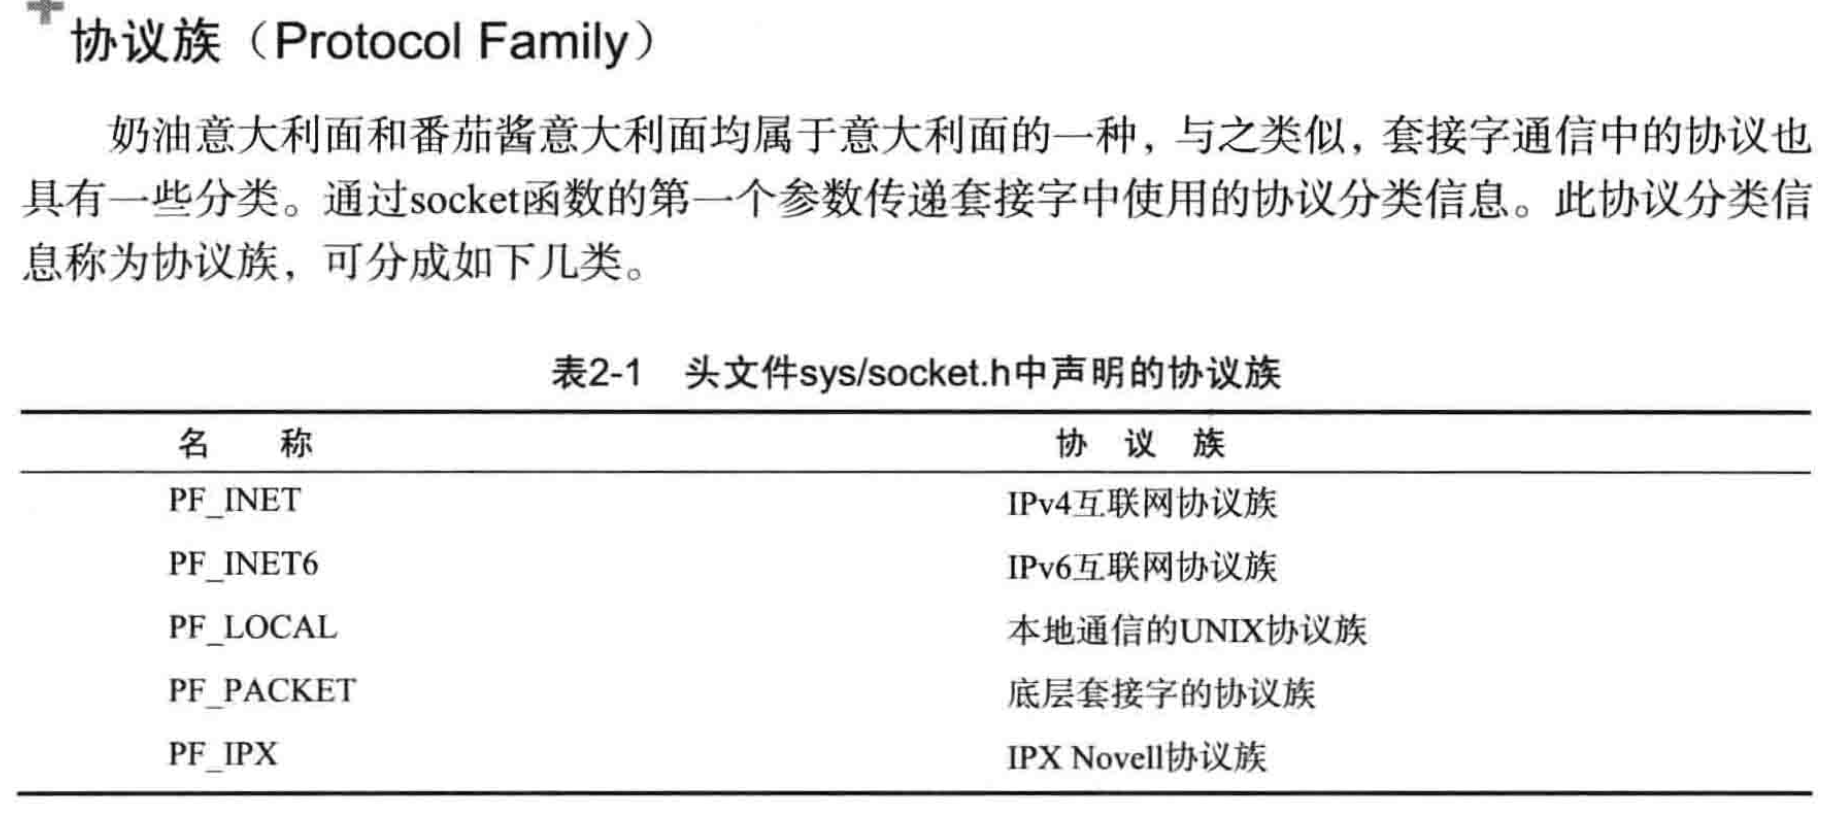 协议族（Protocol Family）
奶油意大利面和番茄酱意大利面均属于意大利面的一种，与之类似，套接字通信中的协议也
具有一些分类。通过socket函数的第一个参数传递套接字中使用的协议分类信息。此协议分类信
息称为协议族，可分成如下几类。
表2-1 头文件sys/socket.h中声明的协议族
名 称 协 议 族
PF_INET IPv4互联网协议族
PF_INET6 IPv6互联网协议族
PF_LOCAL 本地通信的UNIX协议族
PF_PACKET 底层套接字的协议族
PF_IPX IPX Novell协议族